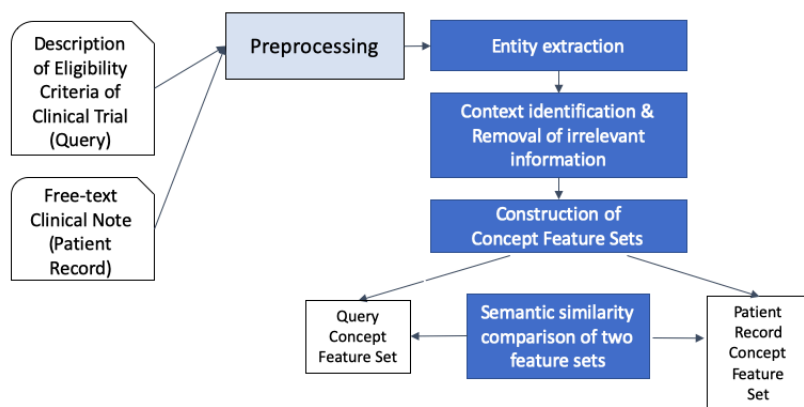 Description
of Eligibility
Criteria of
Clinical Trial
(Query)
Free-text
Clinical Note
(Patient
Record)
Preprocessing
Entity extraction
Context identification &
Removal of irrelevant
information
Construction of
Concept Feature Sets
Query
Concept
Feature Set
Semantic similarity
comparison of two
feature sets
Patient
Record
Concept
Feature
Set